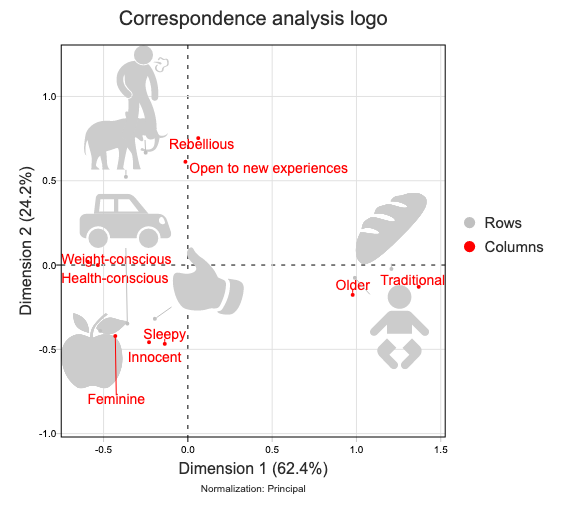 Correspondence analysis logo
Dimension 2 (24.2%)
1.0
0.5
0.0
-0.5
-1.0
Rebellious
Open to new experiences
Weight-conscious
Health-conscious
Older
Traditional
Sleepy
Innocent
Feminine
Rows
Columns
-0.5
0.0
0.5
1.0
1.5
Dimension 1 (62.4%)
Normalization: Principal